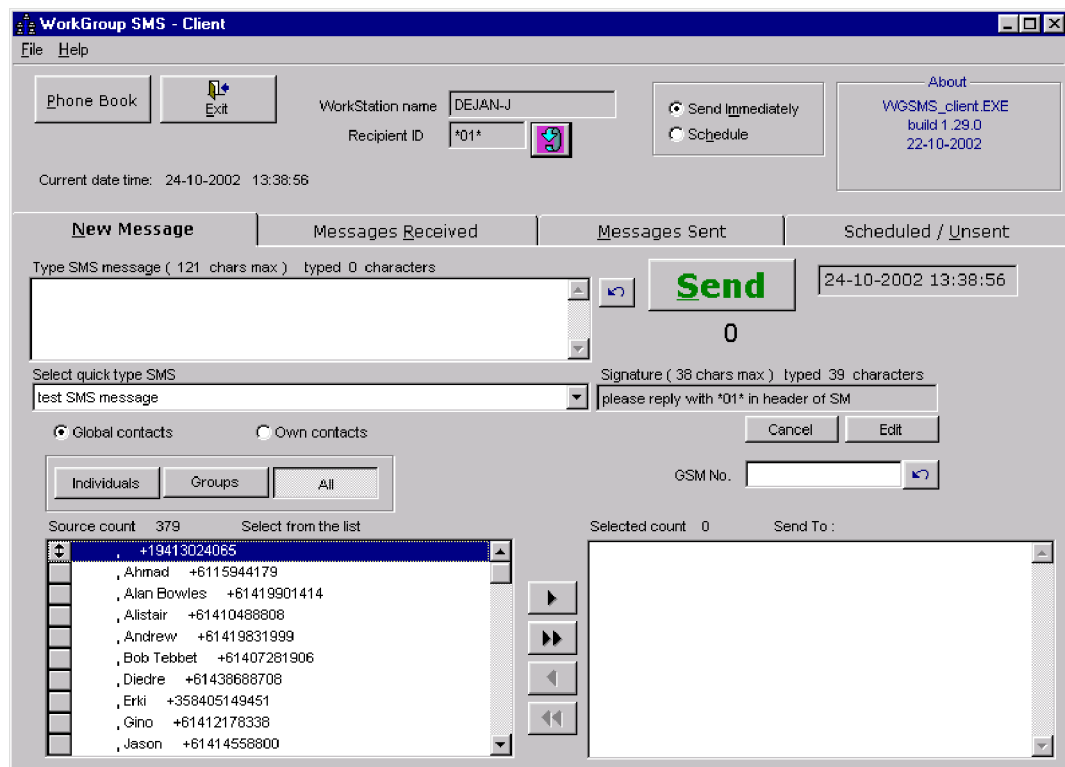 WorkGroup SMS - Client
File Help
Phone Book
Exit
WorkStation name DEJAN-J
Recipient ID *01*
Send Immediately
Schedule
About
WGSMS_client.EXE
build 1.29.0
22-10-2002
Current date time: 24-10-2002 13:38:56
New Message Messages Received Messages Sent Scheduled / Unsent
Type SMS message ( 121 chars max ) typed 0 characters
Send
24-10-2002 13:38:56
0
Select quick type SMS
test SMS message
Signature ( 38 chars max ) typed 39 characters
please reply with *01* in header of SM
Global contacts Own contacts
Cancel Edit
Individuals Groups All
GSM No.
Source count 379 Select from the list
Selected count 0 Send To :
, +19413024065
, Ahmad +6115944179
, Alan Bowles +61419901414
, Alistair +61410488808
, Andrew +61419831999
, Bob Tebbet +61407281906
, Diedre +61438688708
, Erki +358405149451
, Gino +61412178338
, Jason +61414558800